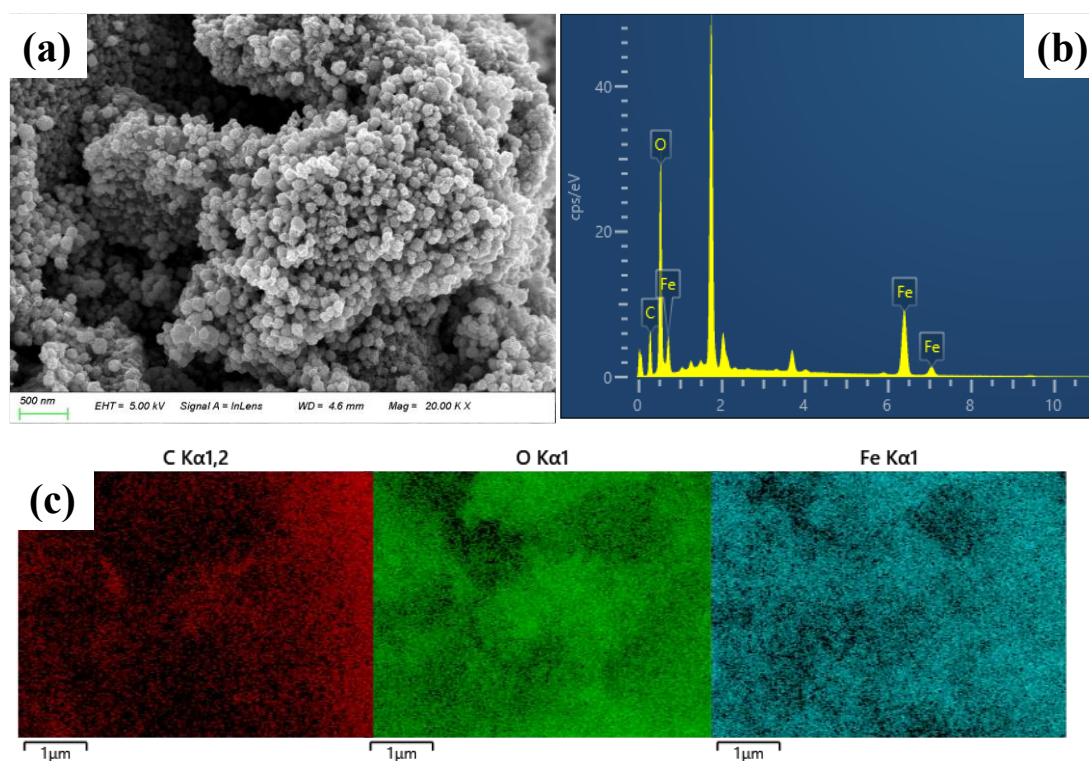 (a)
500 nm
EHT = 5.00 kV Signal A = InLens WD = 4.6 mm Mag = 20.00 K X
(b)
cps/eV
40
20
0
O
Fe
C
Fe
Fe
0 2 4 6 8 10
(c)
C Kα1,2
O Kα1
Fe Kα1
1μm
1μm
1μm